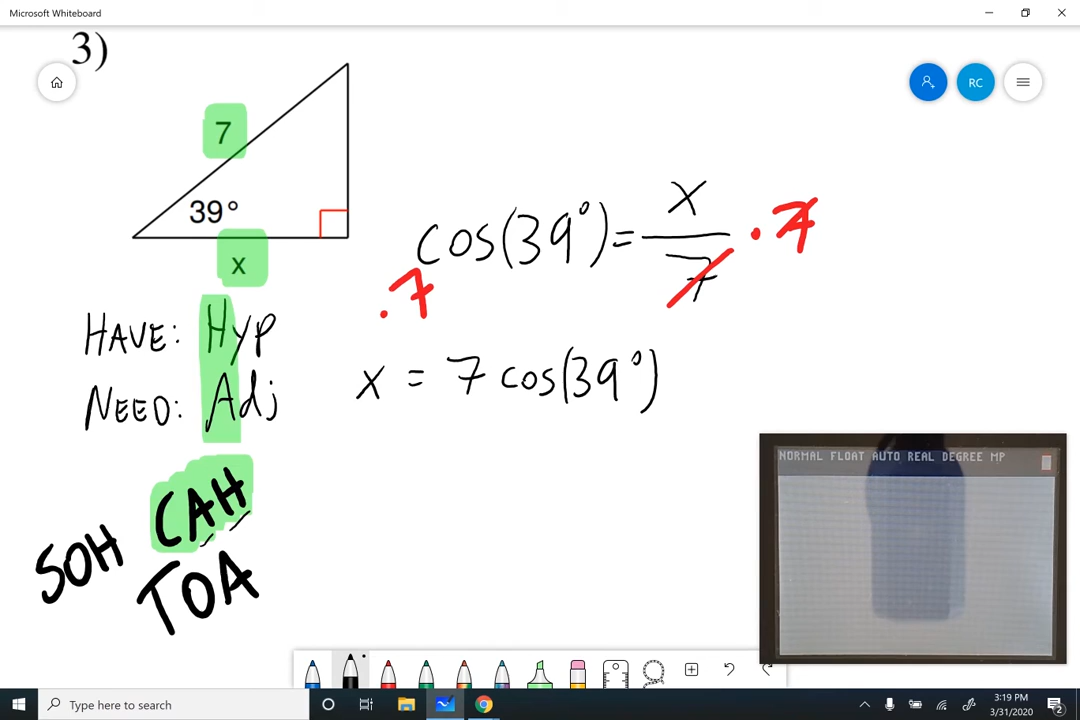 Microsoft Whiteboard
3)
RC
7
39°
x
cos(39°) = x/7 · 7
· 7
HAVE: Hyp
NEED: Adj
x = 7 cos(39°)
NORMAL FLOAT AUTO REAL DEGREE MP
SOH CAH
TOA
Type here to search
3:19 PM
3/31/2020
2